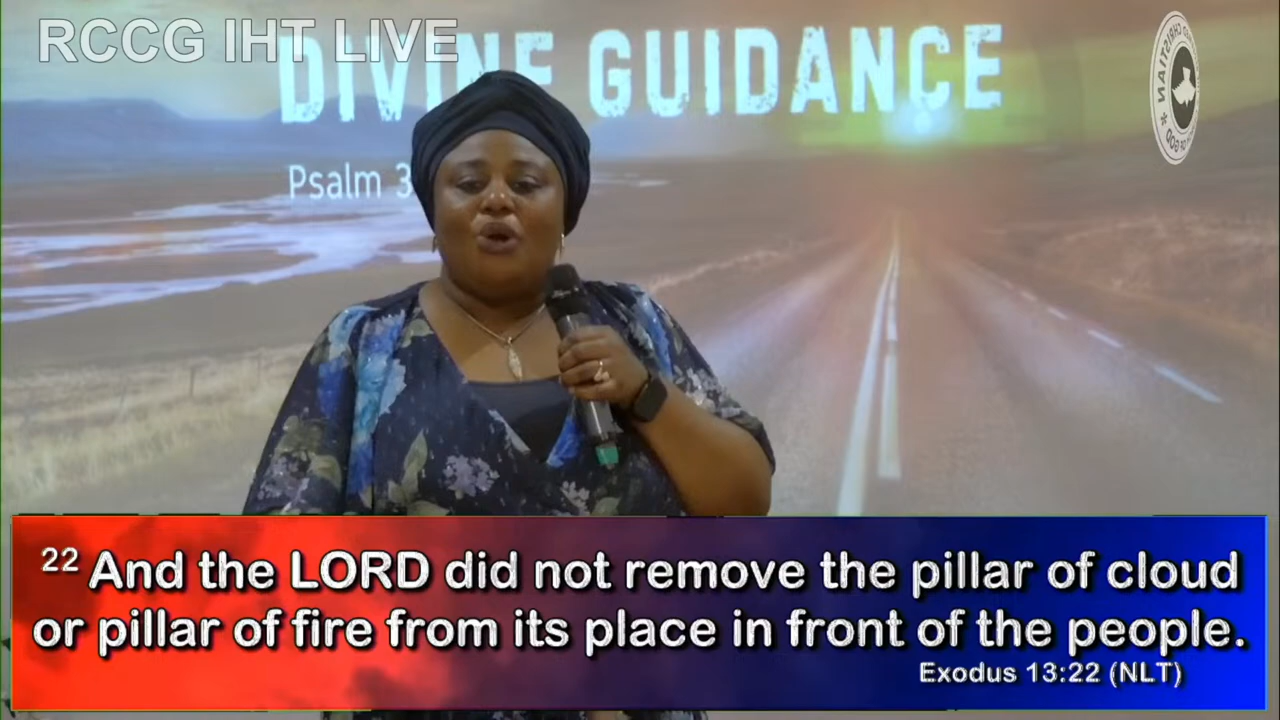 RCCG IHT LIVE
DIVINE GUIDANCE
Psalm 3
22 And the LORD did not remove the pillar of cloud
or pillar of fire from its place in front of the people.
Exodus 13:22 (NLT)